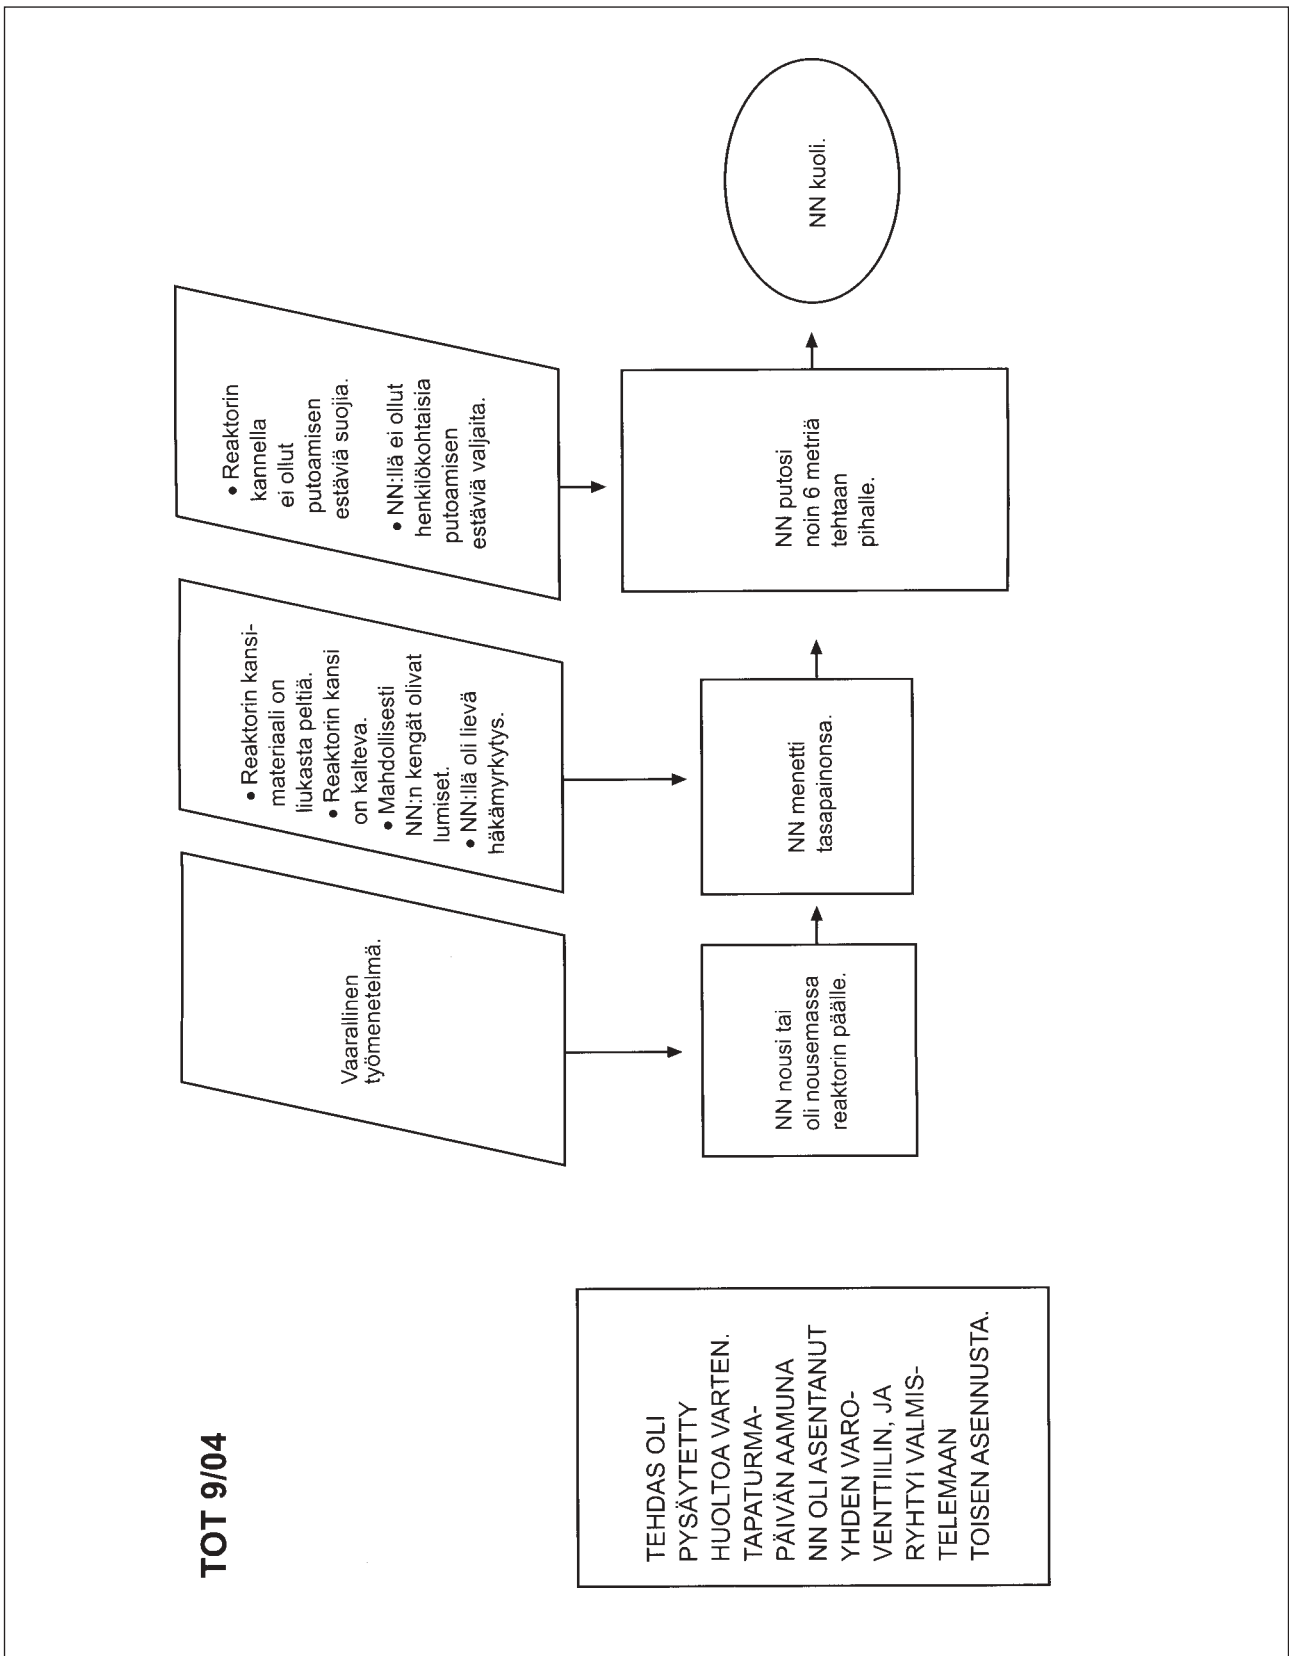 TOT 9/04
TEHDAS OLI
PYSÄYTETTY
HUOLTOA VARTEN.
TAPATURMA-
PÄIVÄN AAMUNA
NN OLI ASENTANUT
YHDEN VARO-
VENTTIILIN, JA
RYHTYI VALMIS-
TELEMAAN
TOISEN ASENNUSTA.
Vaarallinen
työmenetelmä.
NN nousi tai
oli nousemassa
reaktorin päälle.
• Reaktorin kansi-
materiaali on
liukasta peltiä.
• Reaktorin kansi
on kalteva.
• Mahdollisesti
NN:n kengät olivat
lumiset.
• NN:llä oli lievä
häkämyrkytys.
NN menetti
tasapainonsa.
• Reaktorin
kannella
ei ollut
putoamisen
estäviä suojia.
• NN:llä ei ollut
henkilökohtaisia
putoamisen
estäviä valjaita.
NN putosi
noin 6 metriä
tehtaan
pihalle.
NN kuoli.